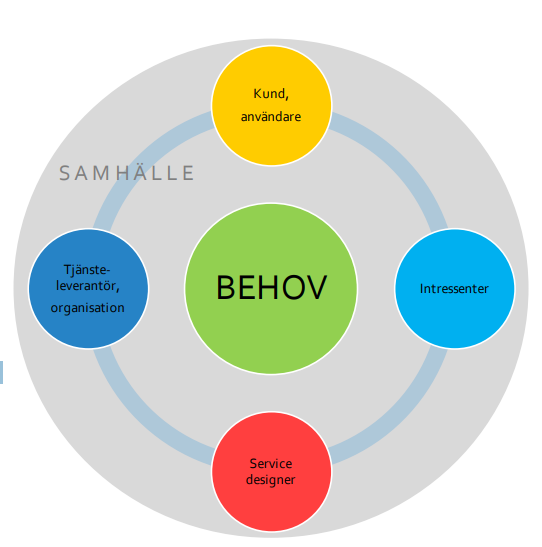 Kund,
användare
SAMHÄLLE
Tjänste-
leverantör,
organisation
BEHOV
Intressenter
Service
designer